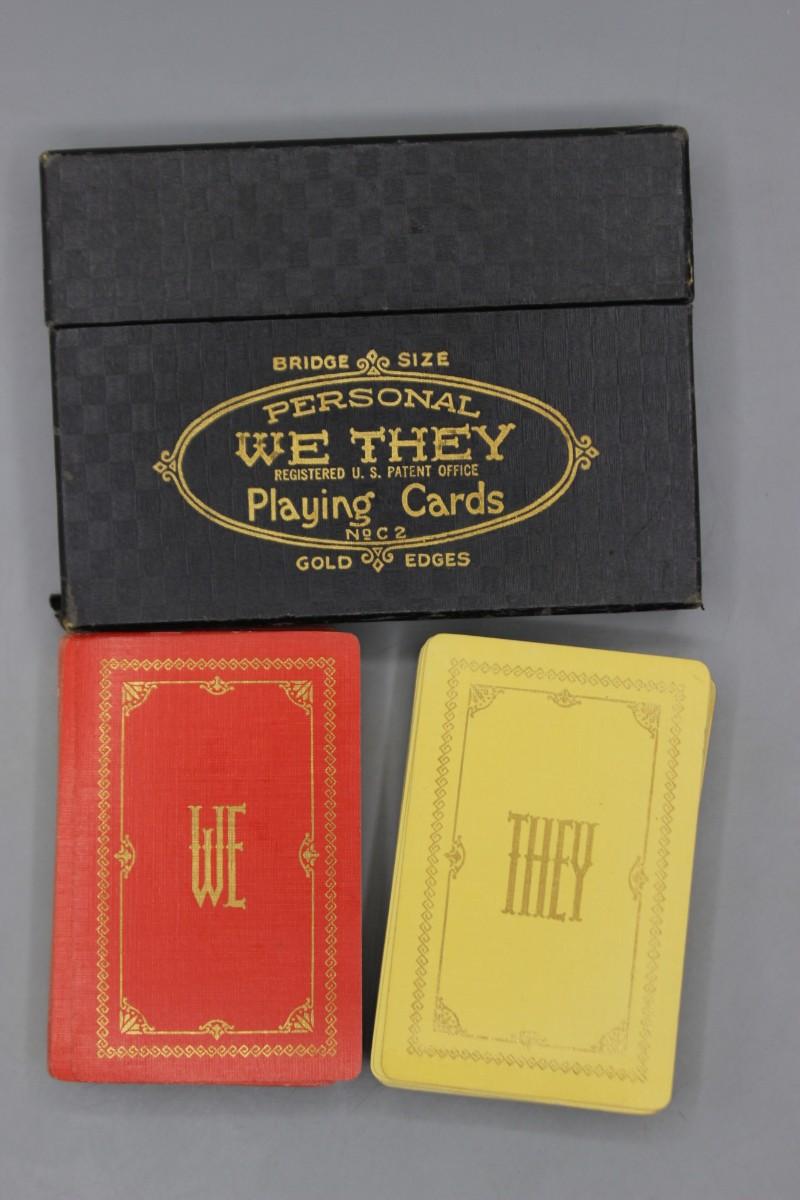 BRIDGE SIZE
PERSONAL
WE THEY
REGISTERED U. S. PATENT OFFICE
Playing Cards
No C 2
GOLD EDGES
WE
THEY